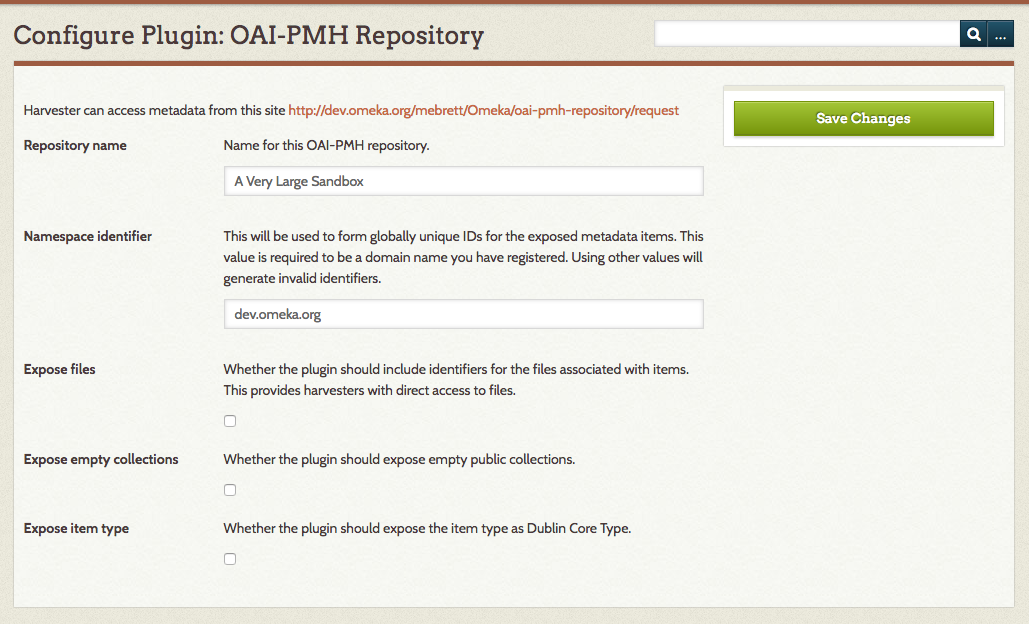 Configure Plugin: OAI-PMH Repository
...
Harvester can access metadata from this site http://dev.omeka.org/mebrett/Omeka/oai-pmh-repository/request
Save Changes
Repository name
Name for this OAI-PMH repository.
A Very Large Sandbox
Namespace identifier
This will be used to form globally unique IDs for the exposed metadata items. This
value is required to be a domain name you have registered. Using other values will
generate invalid identifiers.
dev.omeka.org
Expose files
Whether the plugin should include identifiers for the files associated with items.
This provides harvesters with direct access to files.
Expose empty collections
Whether the plugin should expose empty public collections.
Expose item type
Whether the plugin should expose the item type as Dublin Core Type.